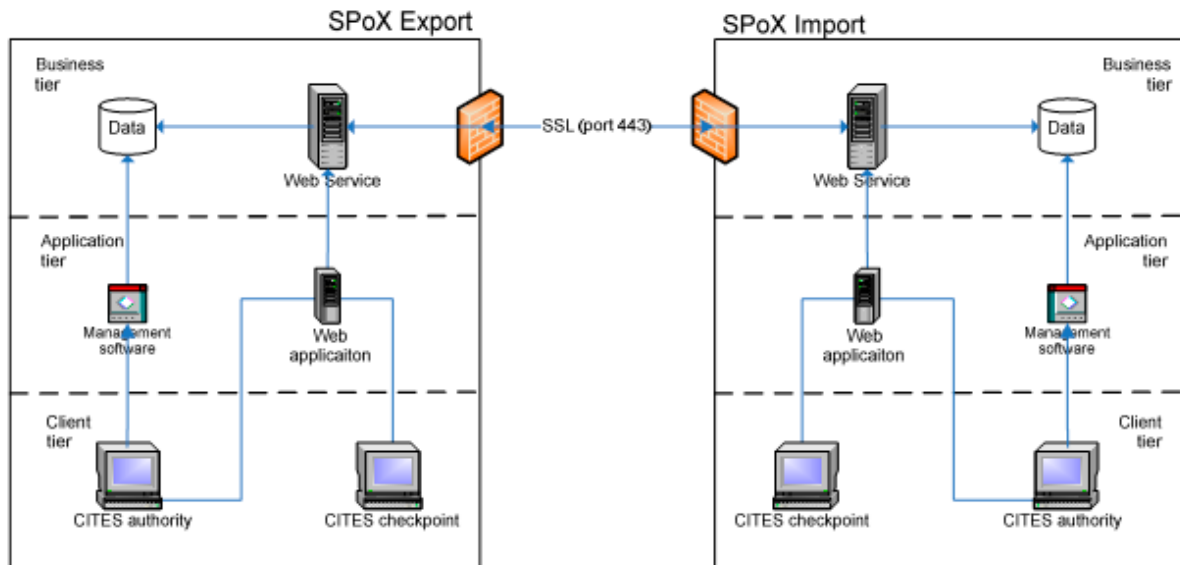 SPoX Export
SPoX Import
Business
tier
Data
Web Service
SSL (port 443)
Web Service
Data
Business
tier
Application
tier
Management
software
Web
applicaiton
Web
applicaiton
Application
tier
Management
software
Client
tier
CITES authority
CITES checkpoint
CITES checkpoint
Client
tier
CITES authority